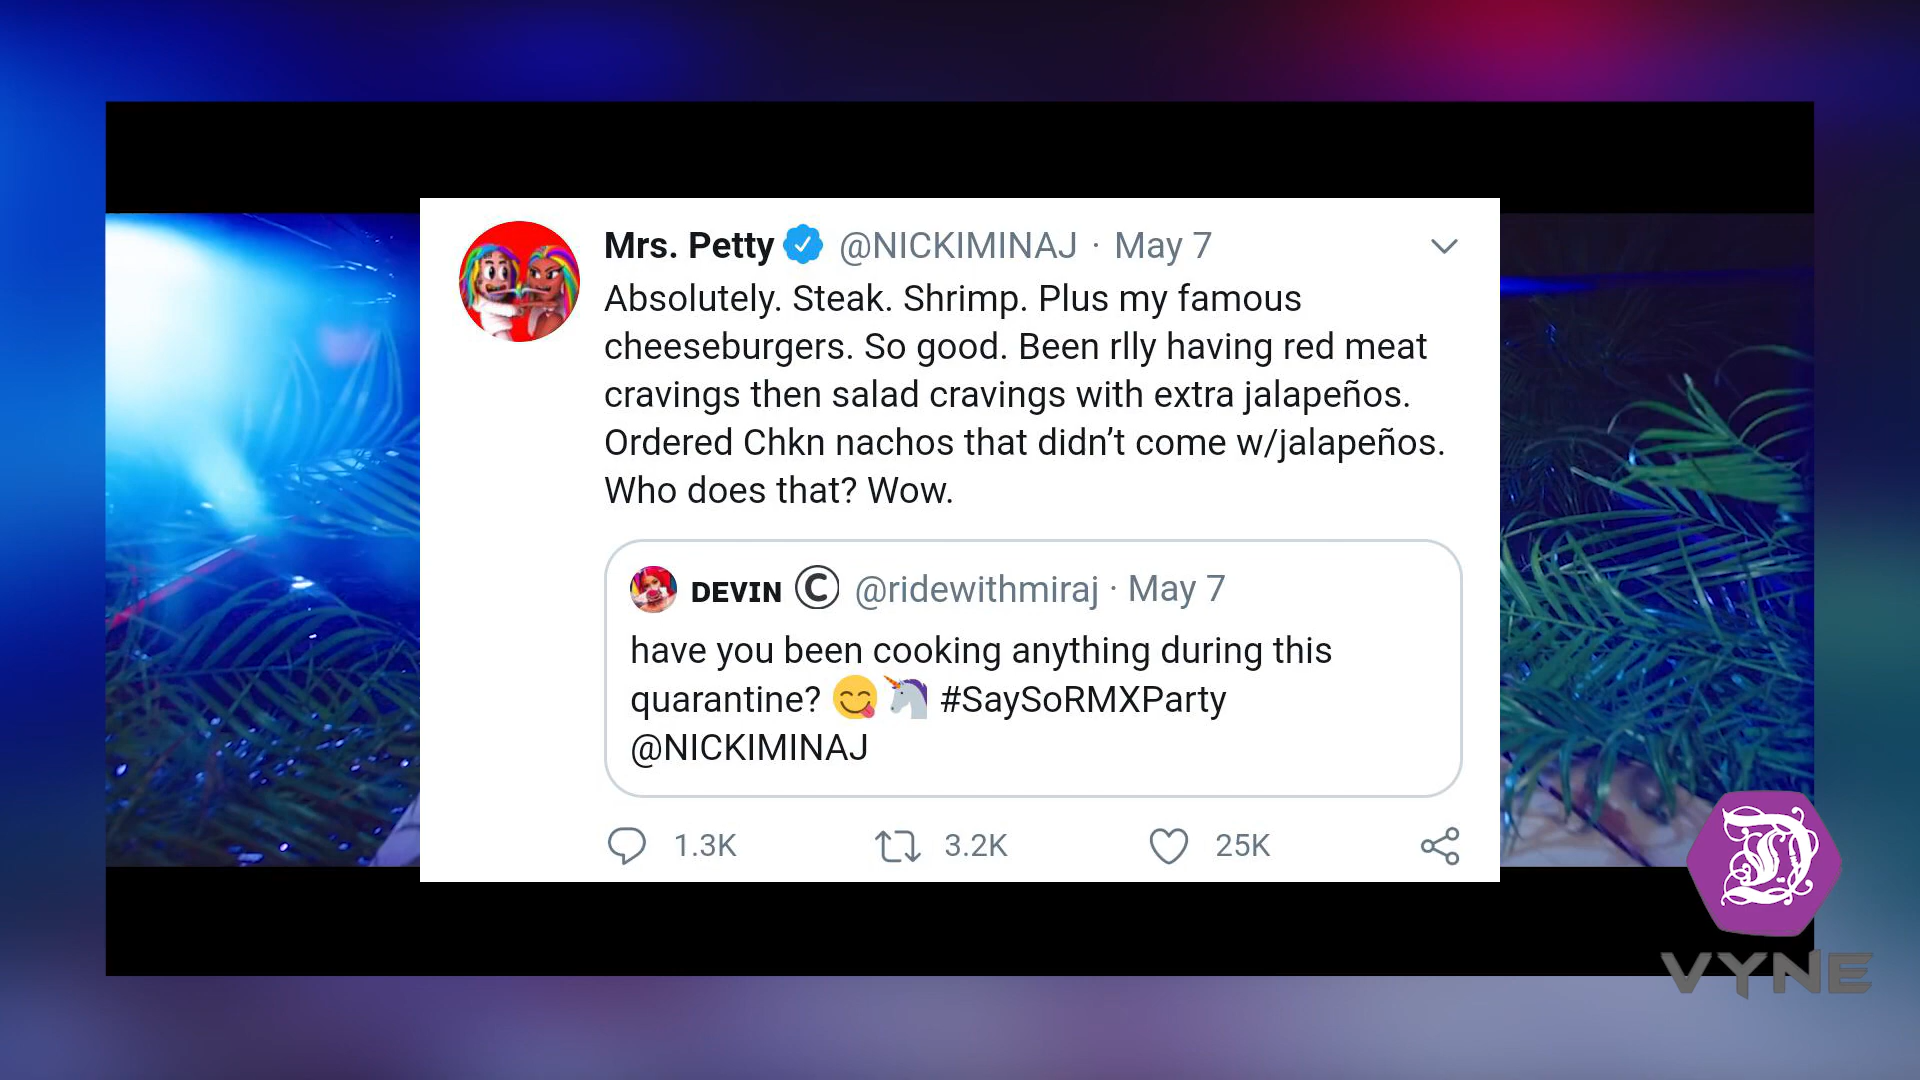 Mrs. Petty @NICKIMINAJ · May 7
Absolutely. Steak. Shrimp. Plus my famous
cheeseburgers. So good. Been rlly having red meat
cravings then salad cravings with extra jalapeños.
Ordered Chkn nachos that didn’t come w/jalapeños.
Who does that? Wow.
DEVIN © @ridewithmiraj · May 7
have you been cooking anything during this
quarantine? 😋🦄 #SaySoRMXParty
@NICKIMINAJ
1.3K 3.2K 25K
D
VYNE